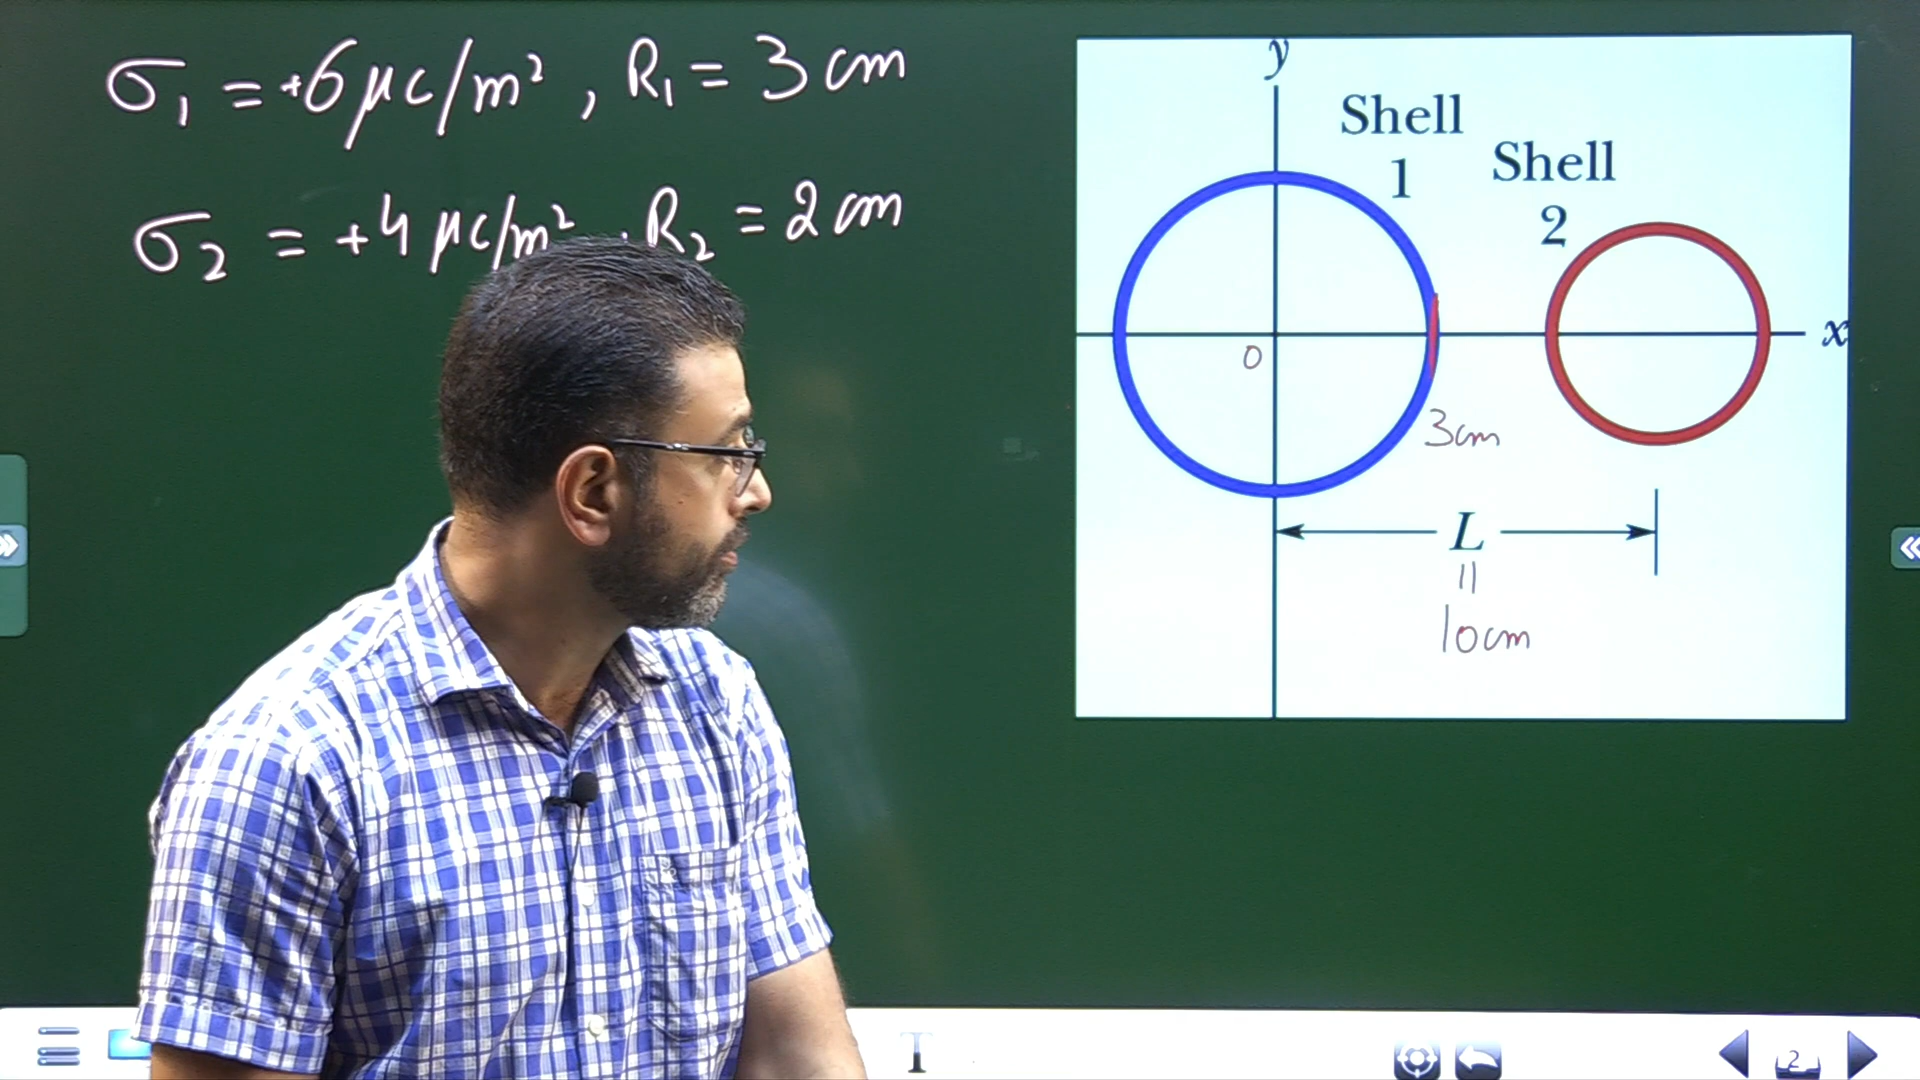 σ₁ = +6 μc/m², R₁ = 3 cm
σ₂ = +4 μc/m², R₂ = 2 cm
y
Shell
1
Shell
2
x
0
3cm
L
||
10cm
T
2